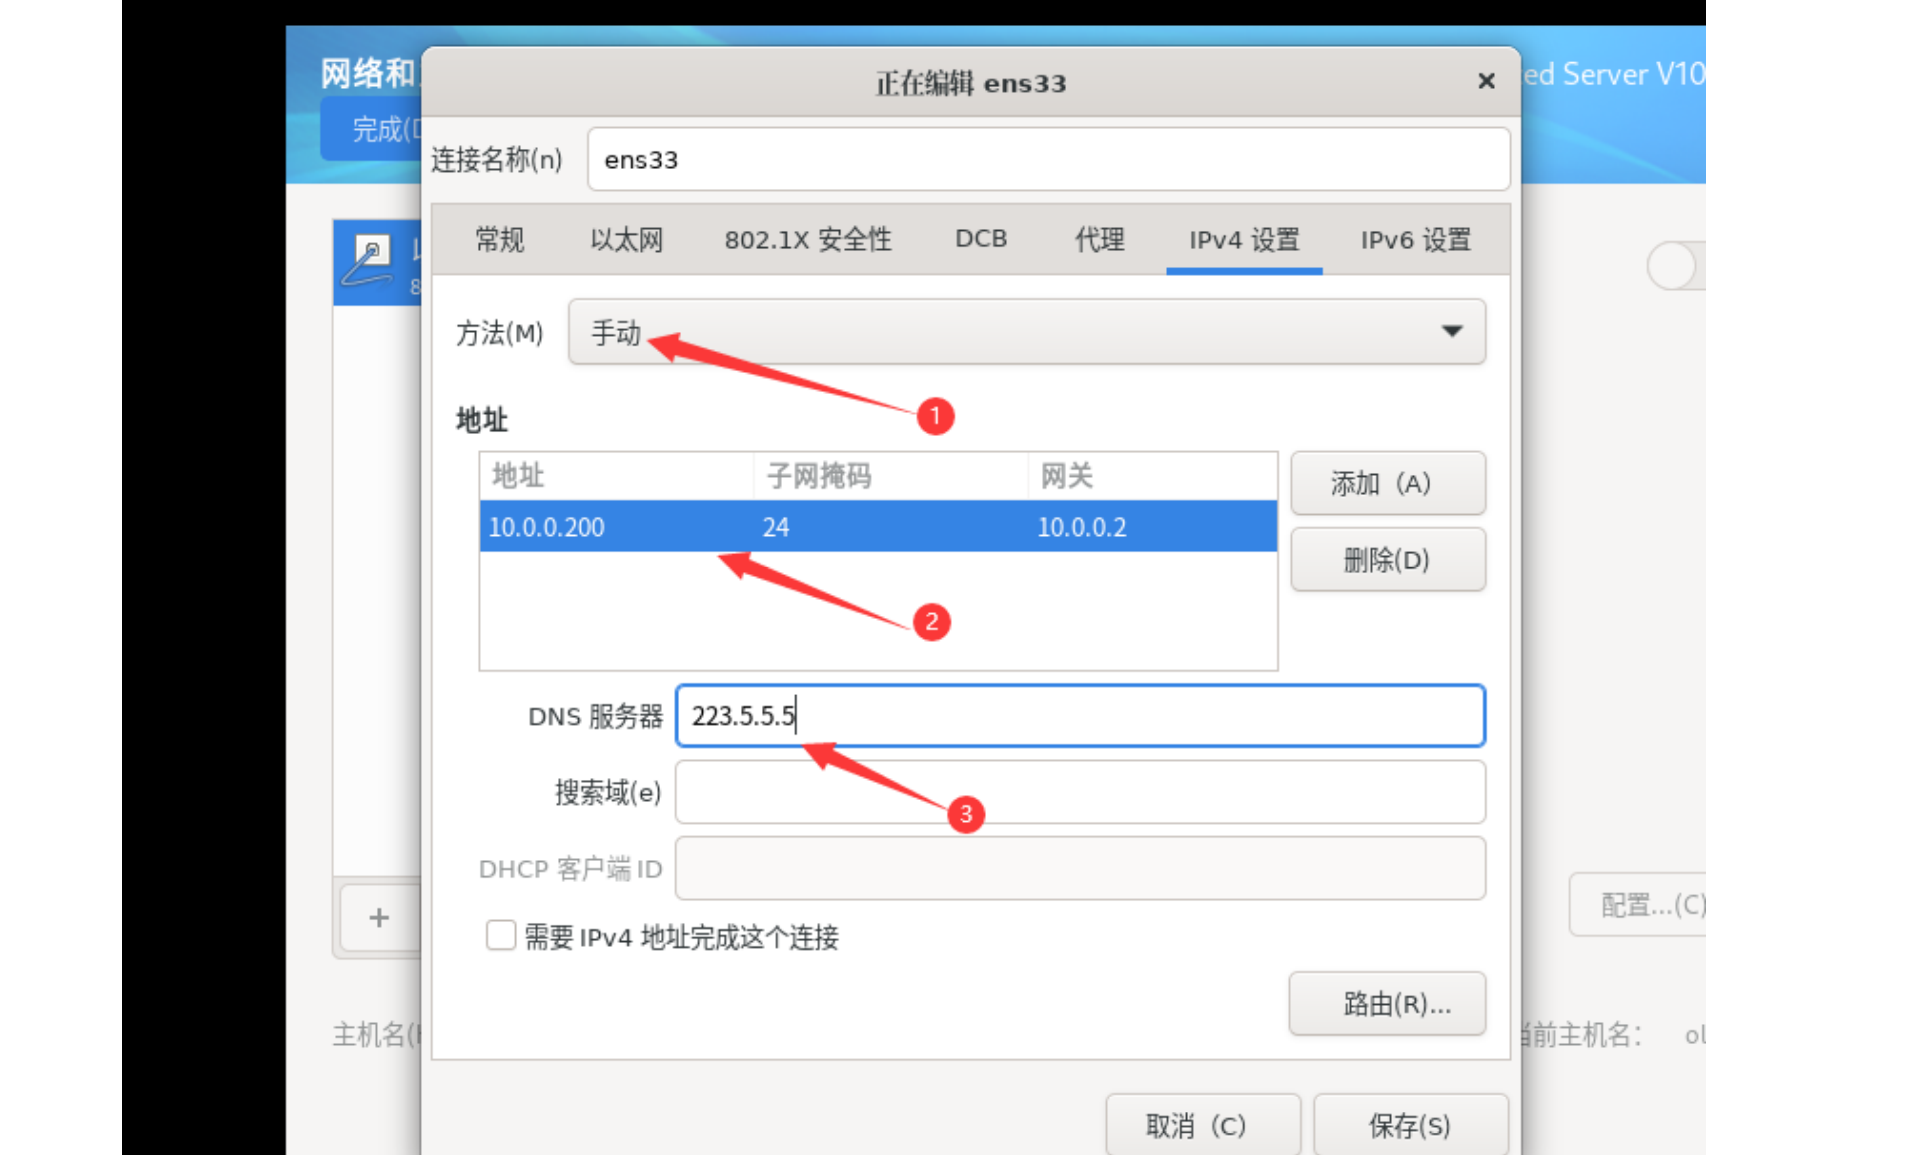 网络和
正在编辑 ens33
ed Server V10
完成(D
连接名称(n)
ens33
常规
以太网
802.1X 安全性
DCB
代理
IPv4 设置
IPv6 设置
8
方法(M)
手动
1
地址
地址
子网掩码
网关
添加（A）
10.0.0.200
24
10.0.0.2
删除(D)
2
DNS 服务器
223.5.5.5
搜索域(e)
3
DHCP 客户端 ID
配置...(C)
+
需要 IPv4 地址完成这个连接
路由(R)...
主机名(
当前主机名：
ol
取消（C）
保存(S)